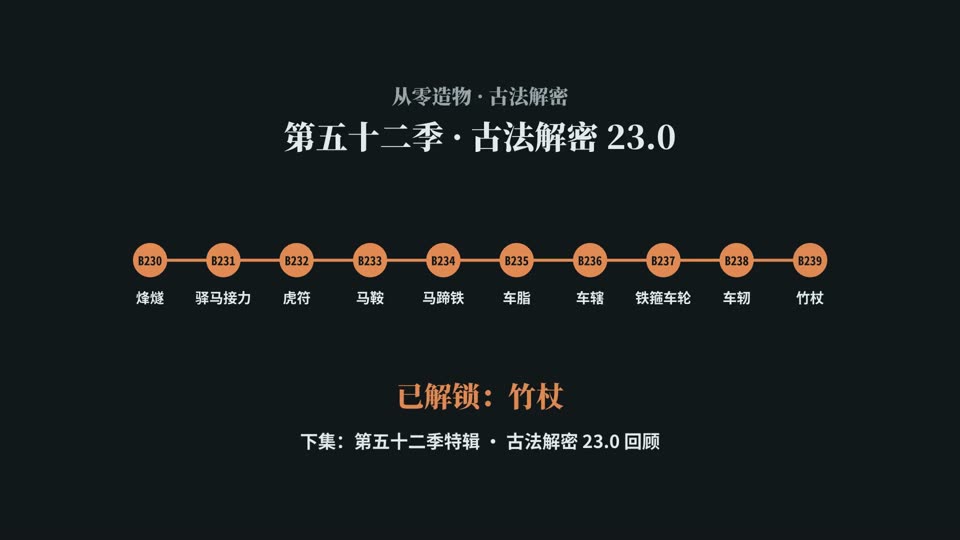 从零造物 · 古法解密
第五十二季 · 古法解密 23.0
B230 B231 B232 B233 B234 B235 B236 B237 B238 B239
烽燧 驿马接力 虎符 马鞍 马蹄铁 车脂 车辖 铁箍车轮 车轫 竹杖
已解锁：竹杖
下集：第五十二季特辑 · 古法解密 23.0 回顾